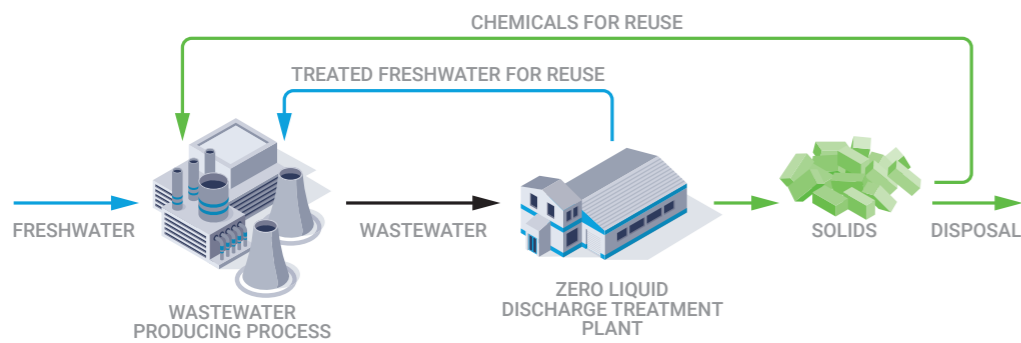 CHEMICALS FOR REUSE
TREATED FRESHWATER FOR REUSE
FRESHWATER
WASTEWATER
SOLIDS
DISPOSAL
WASTEWATER
PRODUCING PROCESS
ZERO LIQUID
DISCHARGE TREATMENT
PLANT